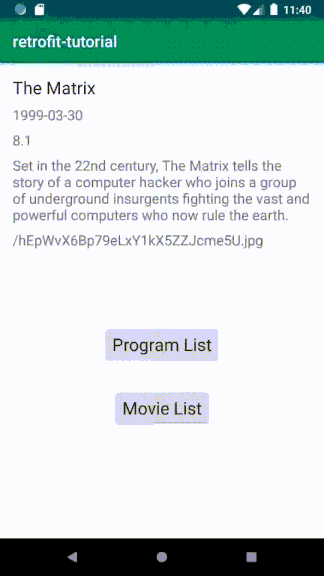 11:40
retrofit-tutorial
The Matrix
1999-03-30
8.1
Set in the 22nd century, The Matrix tells the
story of a computer hacker who joins a group
of underground insurgents fighting the vast and
powerful computers who now rule the earth.
/hEpWvX6Bp79eLxY1kX5ZZJcme5U.jpg
Program List
Movie List